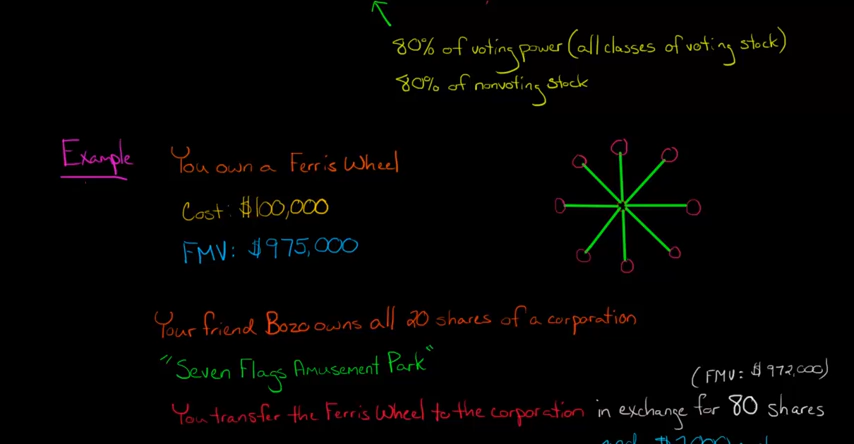 80% of voting power (all classes of voting stock)
80% of nonvoting stock
Example
You own a Ferris Wheel
Cost: $100,000
FMV: $975,000
Your friend Bozo owns all 20 shares of a corporation
"Seven Flags Amusement Park"
(FMV: $972,000)
You transfer the Ferris Wheel to the corporation in exchange for 80 shares